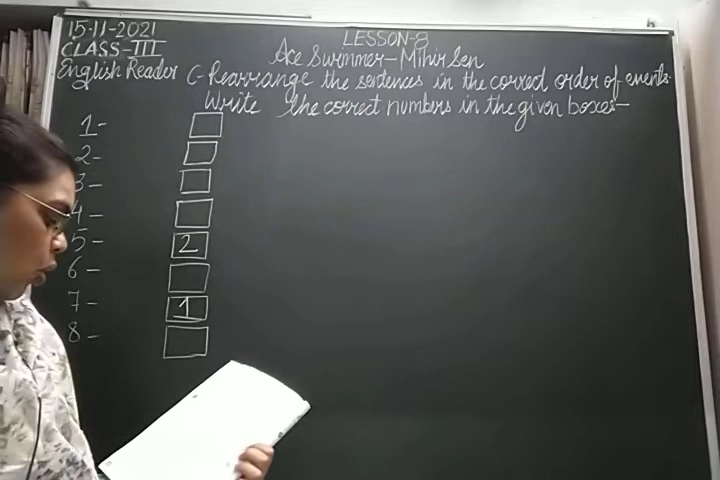 15-11-2021
LESSON-8
CLASS-III
Ace Swimmer-Mihir Sen
English Reader
C-Rearrange the sentences in the correct order of events.
Write the correct numbers in the given boxes-
1-
2-
3-
4-
5- 2
6-
7- 1
8-